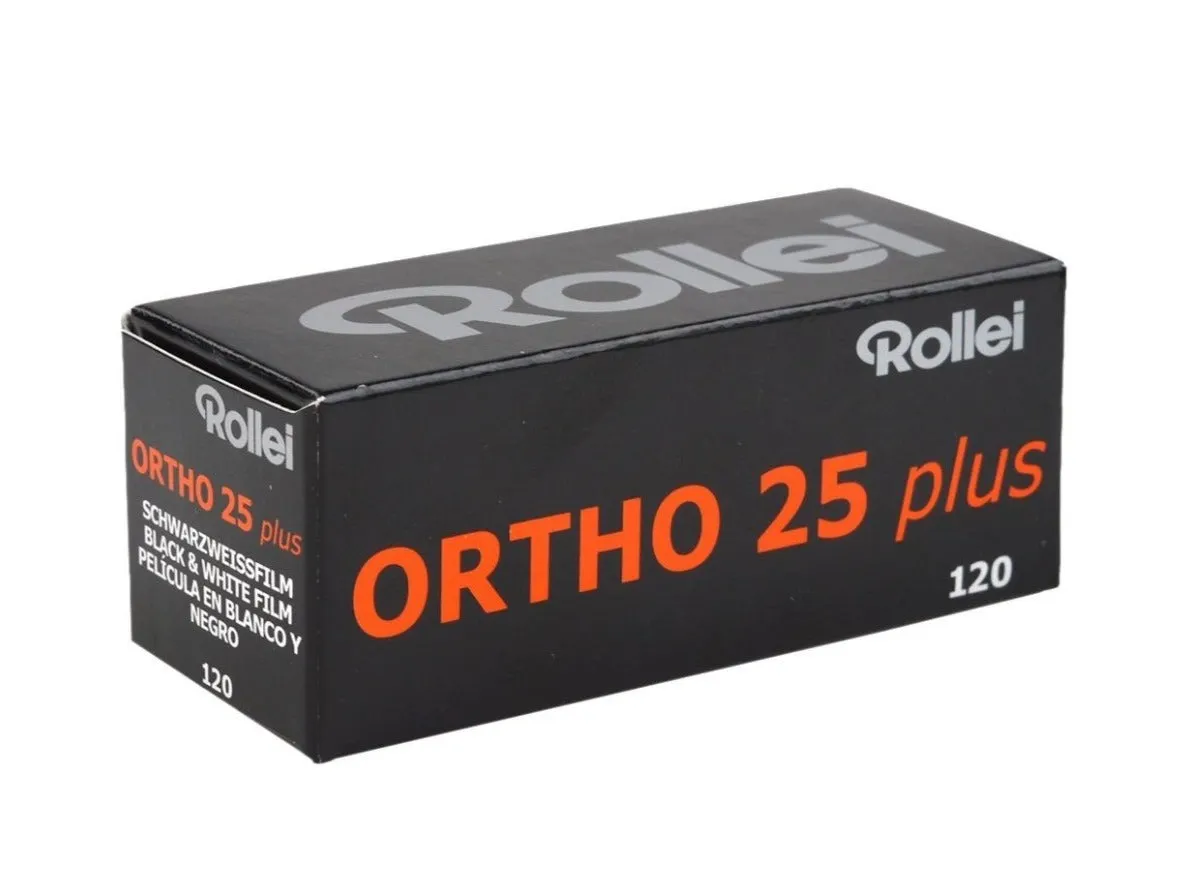 Rollei
Rollei
ORTHO 25 plus
120
Rollei
ORTHO 25 plus
SCHWARZWEISSFILM
BLACK & WHITE FILM
PELÍCULA EN BLANCO Y
NEGRO
120